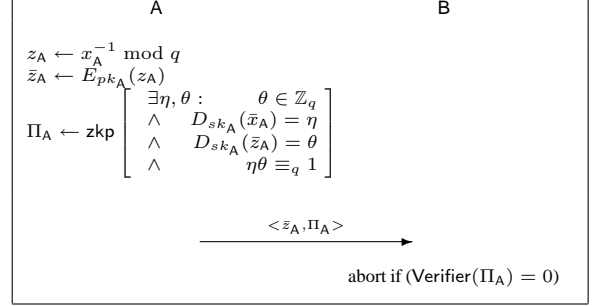 A B
z_A ← x_A^{-1} mod q
z̄_A ← E_{pk_A}(z_A)
Π_A ← zkp [ ∃η, θ : θ ∈ ℤ_q
∧ D_{sk_A}(x̄_A) = η
∧ D_{sk_A}(z̄_A) = θ
∧ ηθ ≡_q 1 ]
<z̄_A,Π_A>
abort if (Verifier(Π_A) = 0)